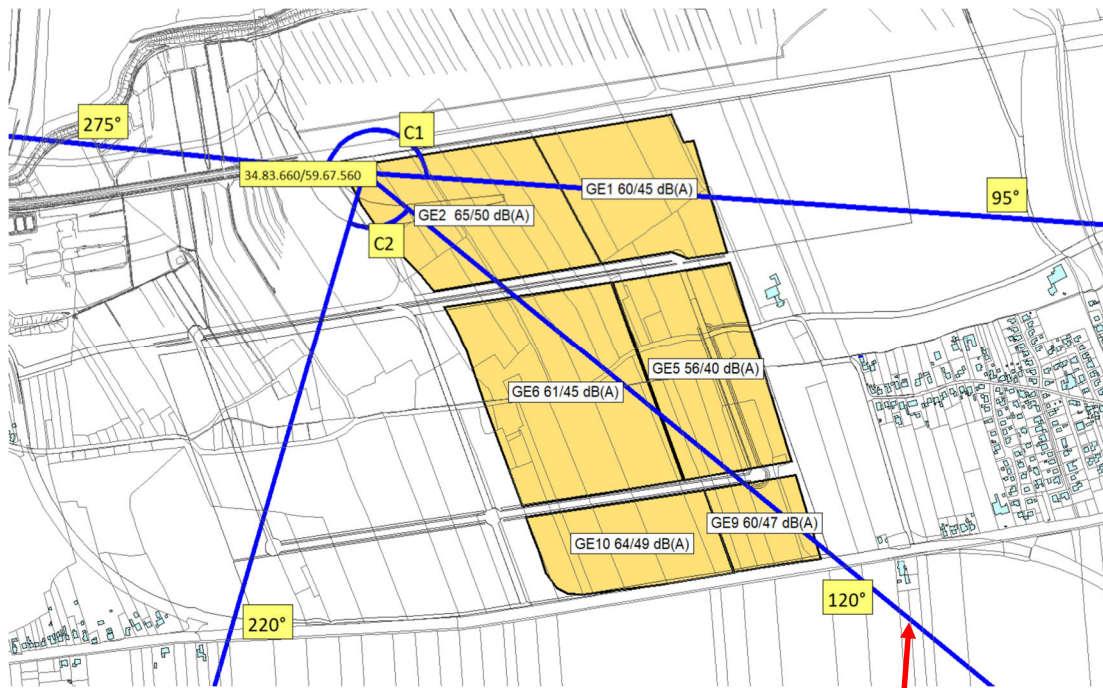 275°
C1
34.83.660/59.67.560
GE1 60/45 dB(A)
95°
GE2  65/50 dB(A)
C2
GE5 56/40 dB(A)
GE6 61/45 dB(A)
GE9 60/47 dB(A)
GE10 64/49 dB(A)
120°
220°